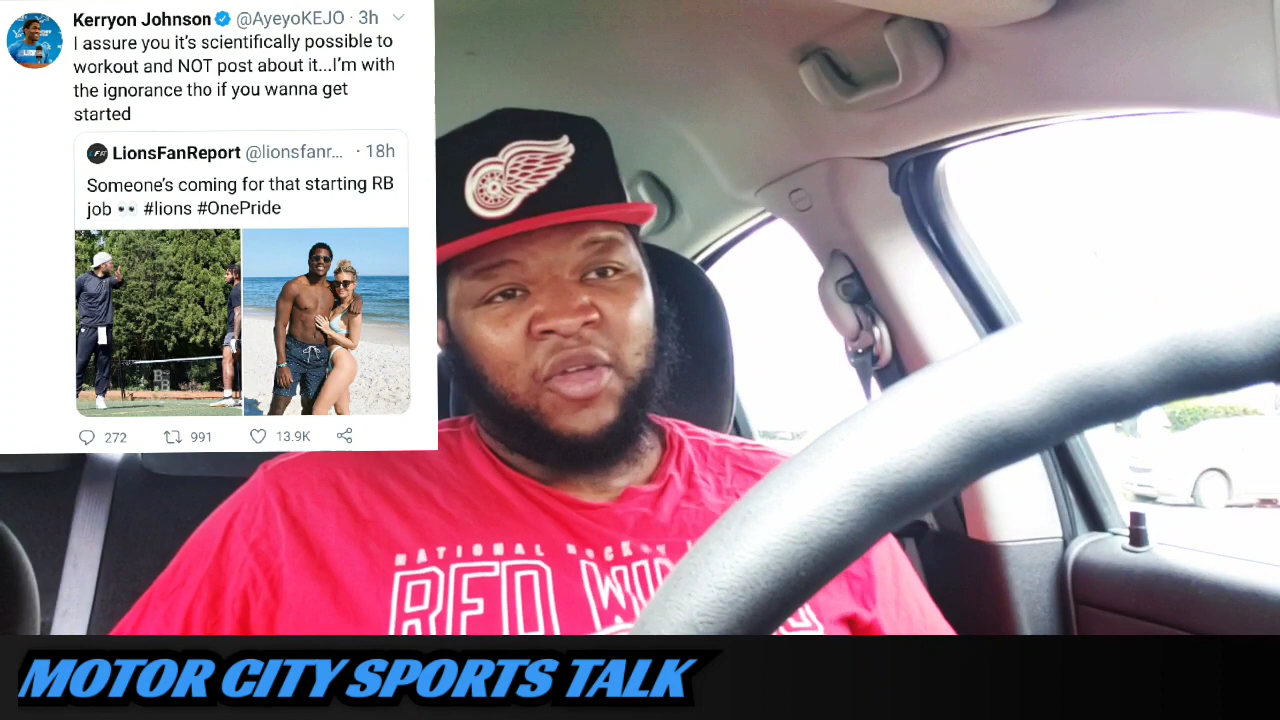 Kerryon Johnson @AyeyoKEJO · 3h
I assure you it's scientifically possible to
workout and NOT post about it...I'm with
the ignorance tho if you wanna get
started
LionsFanReport @lionsfanr... · 18h
Someone's coming for that starting RB
job 👀 #lions #OnePride
272 991 13.9K
NATIONAL HOCKEY
RED WINGS
MOTOR CITY SPORTS TALK